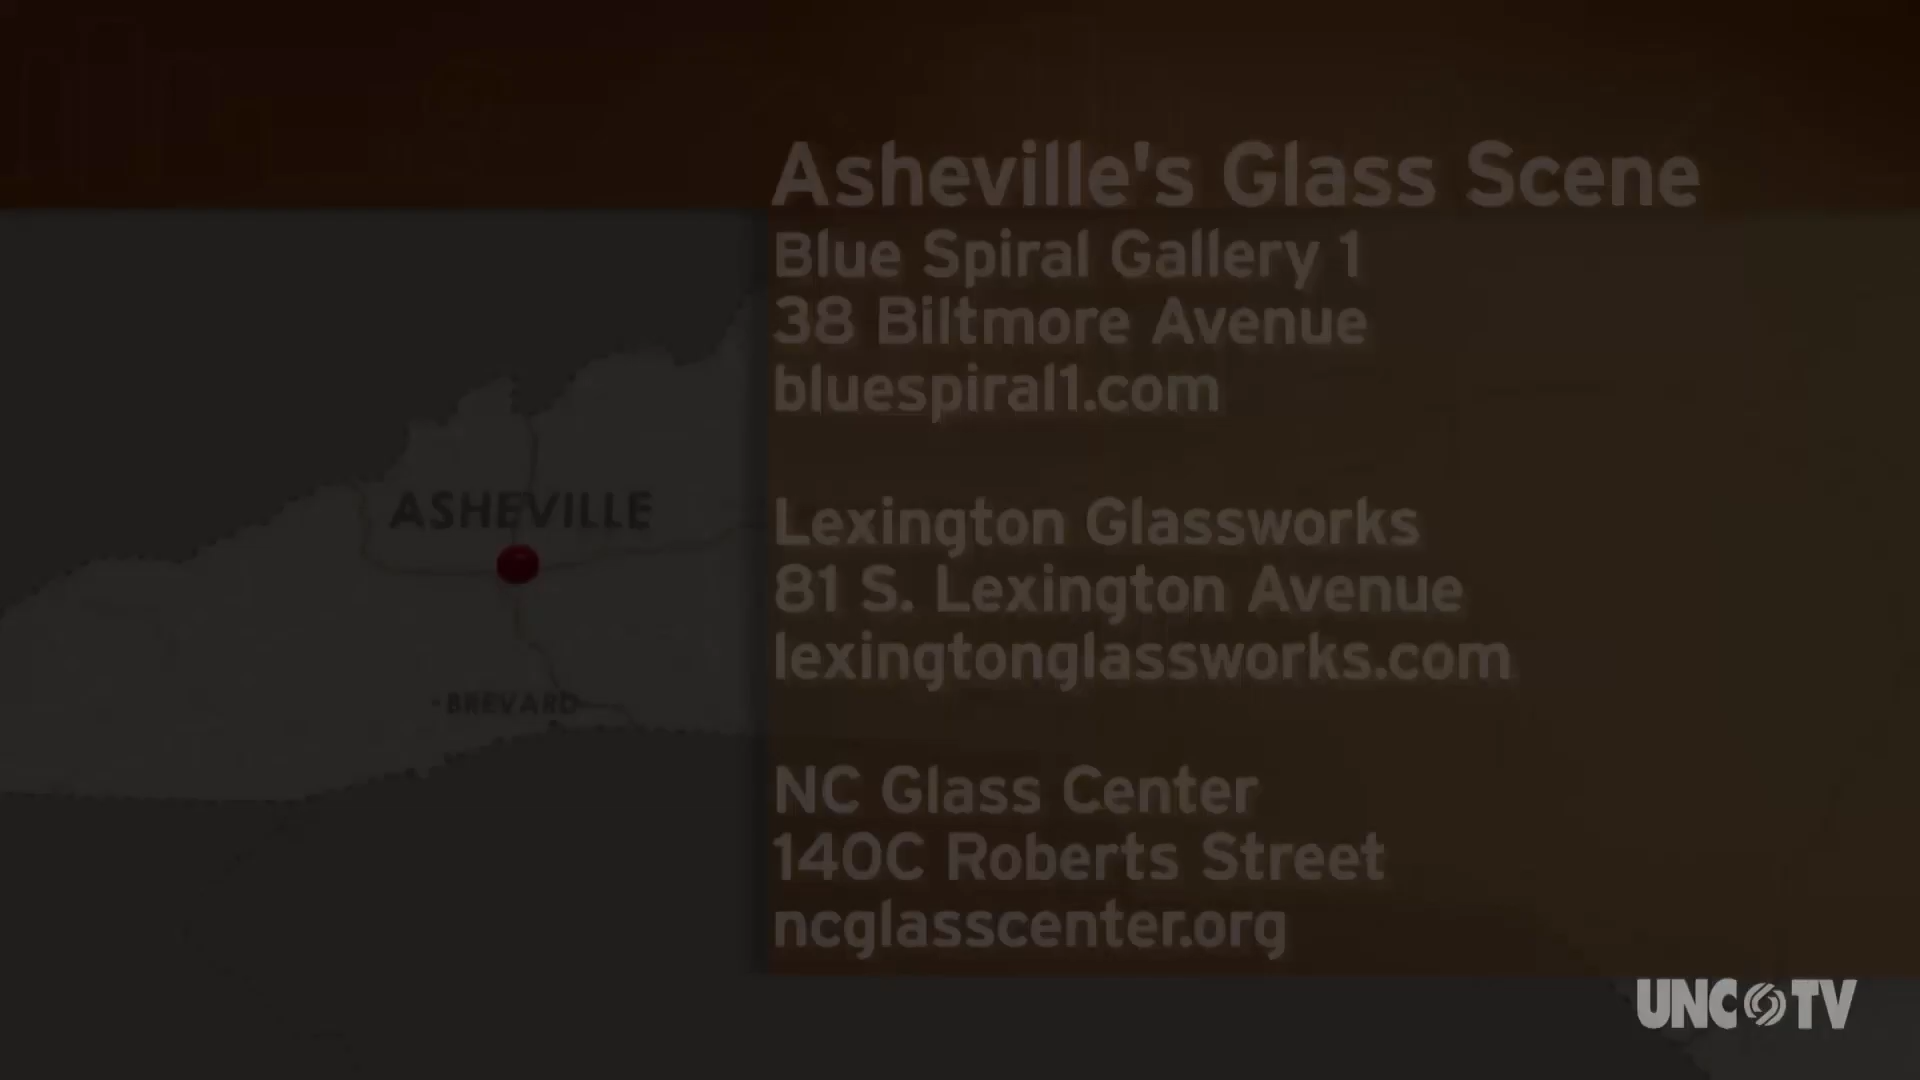 Asheville's Glass Scene
Blue Spiral Gallery 1
38 Biltmore Avenue
bluespiral1.com
Lexington Glassworks
81 S. Lexington Avenue
lexingtonglassworks.com
NC Glass Center
140C Roberts Street
ncglasscenter.org
ASHEVILLE
BREVARD
UNC TV